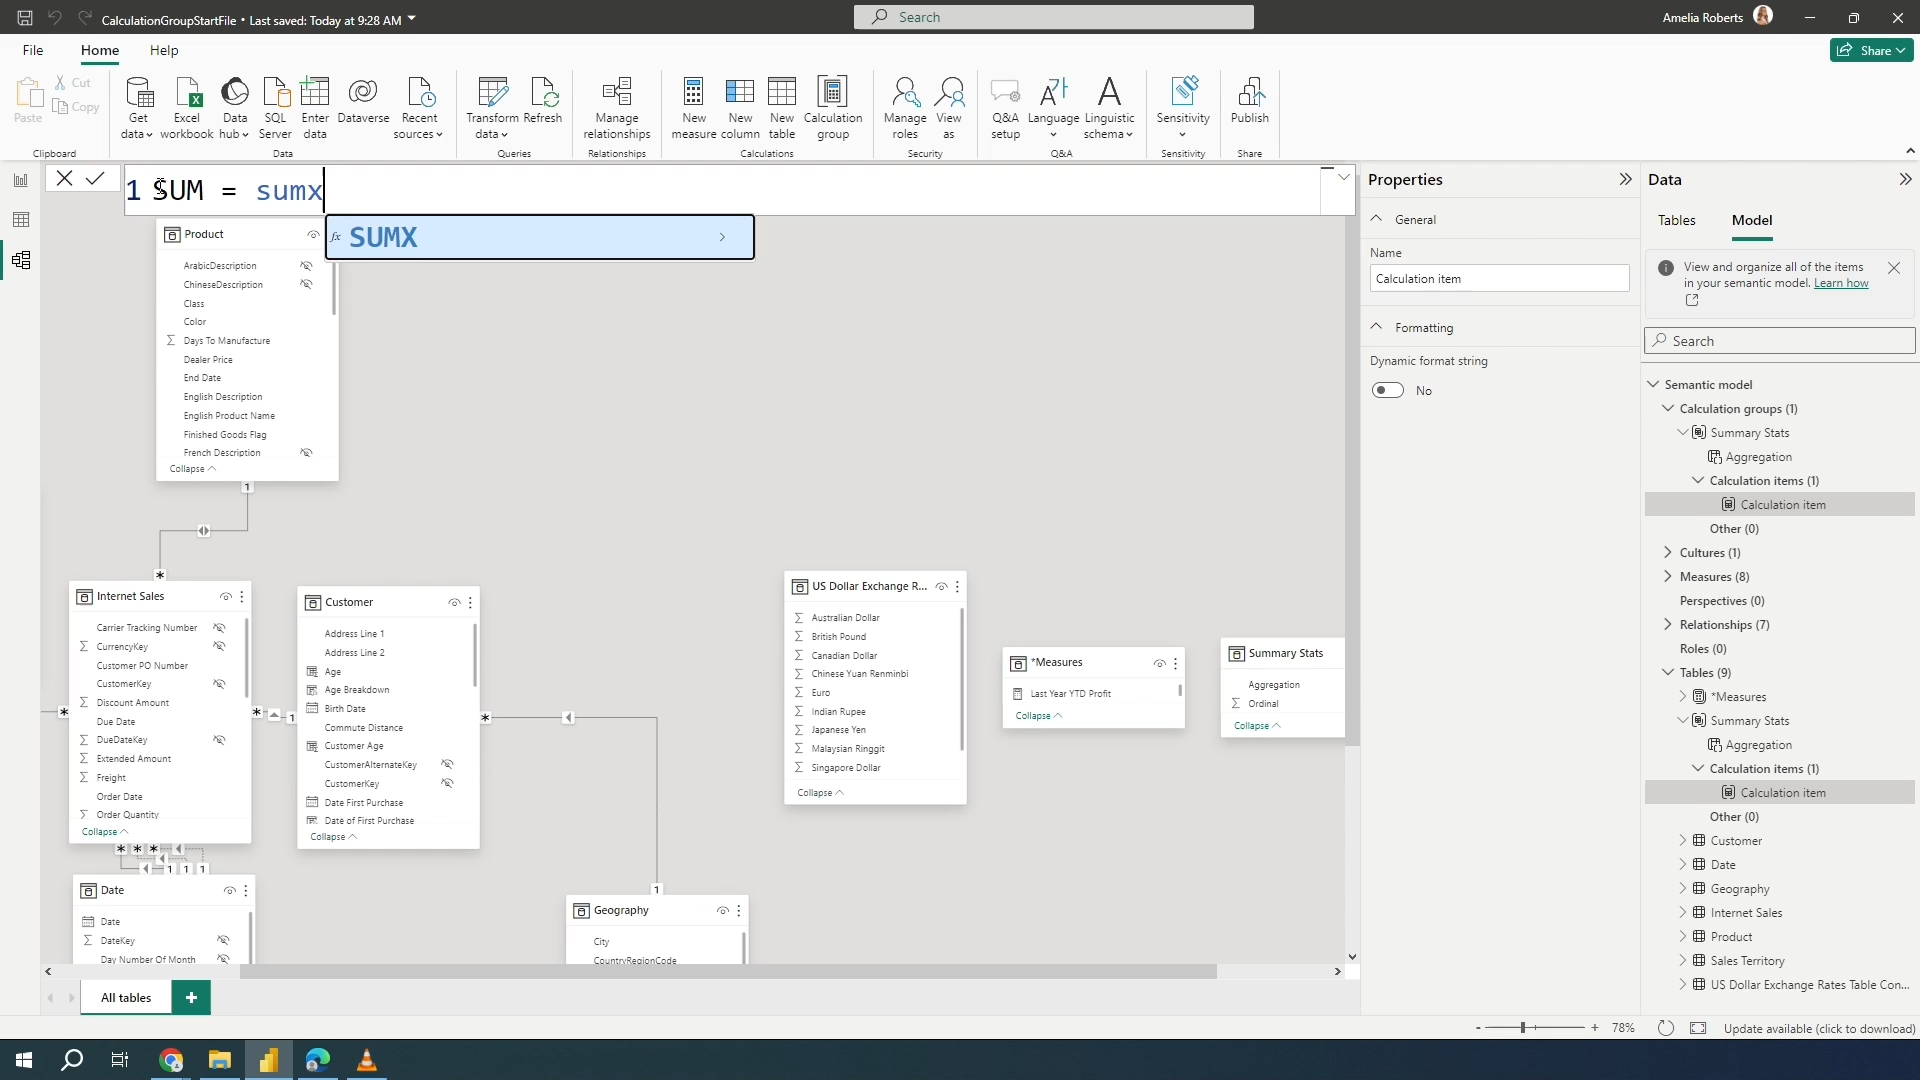 CalculationGroupStartFile • Last saved: Today at 9:28 AM
Search
Amelia Roberts
File
Home
Help
Share
Paste
Cut
Copy
Get data
Excel workbook
Data hub
SQL Server
Enter data
Dataverse
Recent sources
Transform data
Refresh
Manage relationships
New measure
New column
New table
Calculation group
Manage roles
View as
Q&A setup
Language
Linguistic schema
Sensitivity
Publish
Clipboard
Data
Queries
Relationships
Calculations
Security
Q&A
Sensitivity
Share
1 SUM = sumx
fx SUMX
Product
ArabicDescription
ChineseDescription
Class
Color
Days To Manufacture
Dealer Price
End Date
English Description
English Product Name
Finished Goods Flag
French Description
Collapse
1
*
Internet Sales
Carrier Tracking Number
CurrencyKey
Customer PO Number
CustomerKey
Discount Amount
Due Date
DueDateKey
Extended Amount
Freight
Order Date
Order Quantity
Collapse
* * *
1 1 1
*
* 1
Customer
Address Line 1
Address Line 2
Age
Age Breakdown
Birth Date
Commute Distance
Customer Age
CustomerAlternateKey
CustomerKey
Date First Purchase
Date of First Purchase
Collapse
*
1
Date
Date
DateKey
Day Number Of Month
Geography
City
CountryRegionCode
US Dollar Exchange R...
Australian Dollar
British Pound
Canadian Dollar
Chinese Yuan Renminbi
Euro
Indian Rupee
Japanese Yen
Malaysian Ringgit
Singapore Dollar
Collapse
*Measures
Last Year YTD Profit
Collapse
Summary Stats
Aggregation
Ordinal
Collapse
All tables
+
Properties
General
Name
Calculation item
Formatting
Dynamic format string
No
Data
Tables
Model
View and organize all of the items
in your semantic model. Learn how
Search
Semantic model
Calculation groups (1)
Summary Stats
Aggregation
Calculation items (1)
Calculation item
Other (0)
Cultures (1)
Measures (8)
Perspectives (0)
Relationships (7)
Roles (0)
Tables (9)
*Measures
Summary Stats
Aggregation
Calculation items (1)
Calculation item
Other (0)
Customer
Date
Geography
Internet Sales
Product
Sales Territory
US Dollar Exchange Rates Table Con...
- + 78%
Update available (click to download)